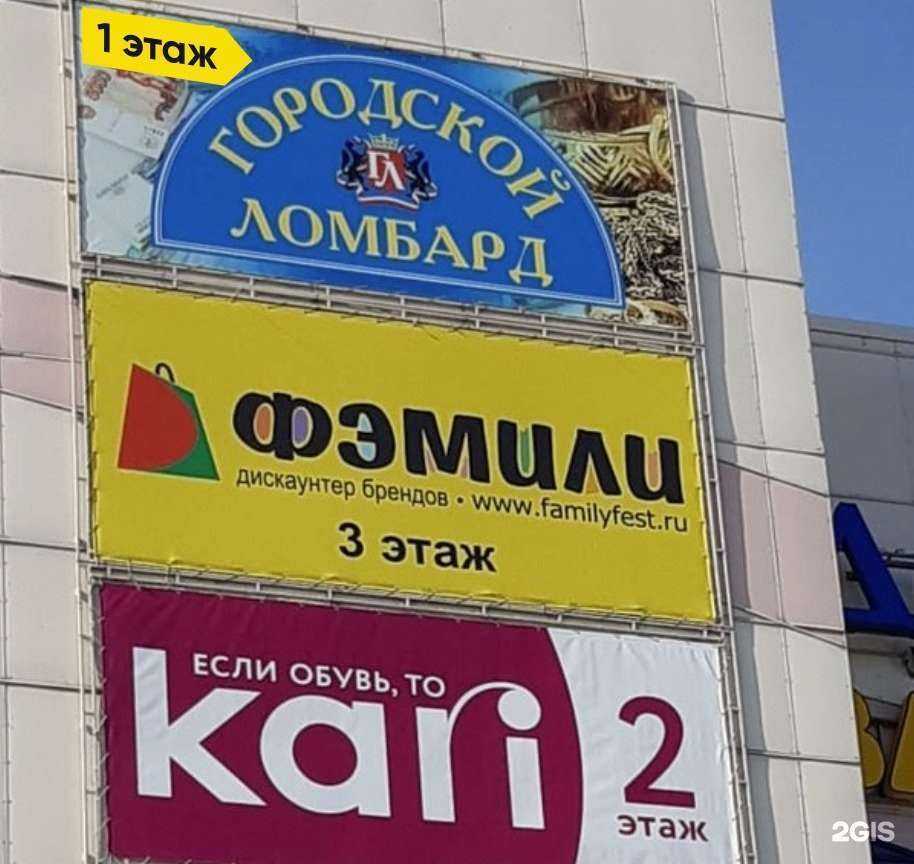 1 этаж
ГОРОДСКОЙ
ГЛ
ЛОМБАРД
ФЭМИЛИ
дискаунтер брендов • www.familyfest.ru
3 этаж
ЕСЛИ ОБУВЬ, ТО
kari
2
этаж
2GIS